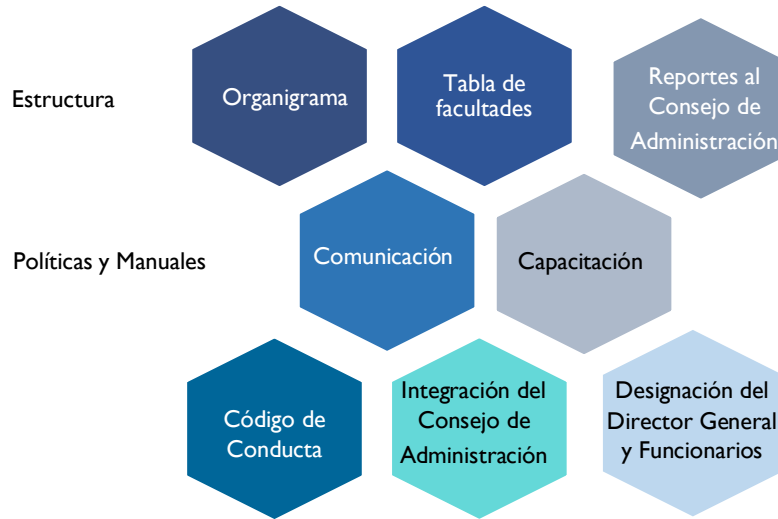 Estructura
Organigrama
Tabla de
facultades
Reportes al
Consejo de
Administración
Políticas y Manuales
Comunicación
Capacitación
Código de
Conducta
Integración del
Consejo de
Administración
Designación del
Director General
y Funcionarios